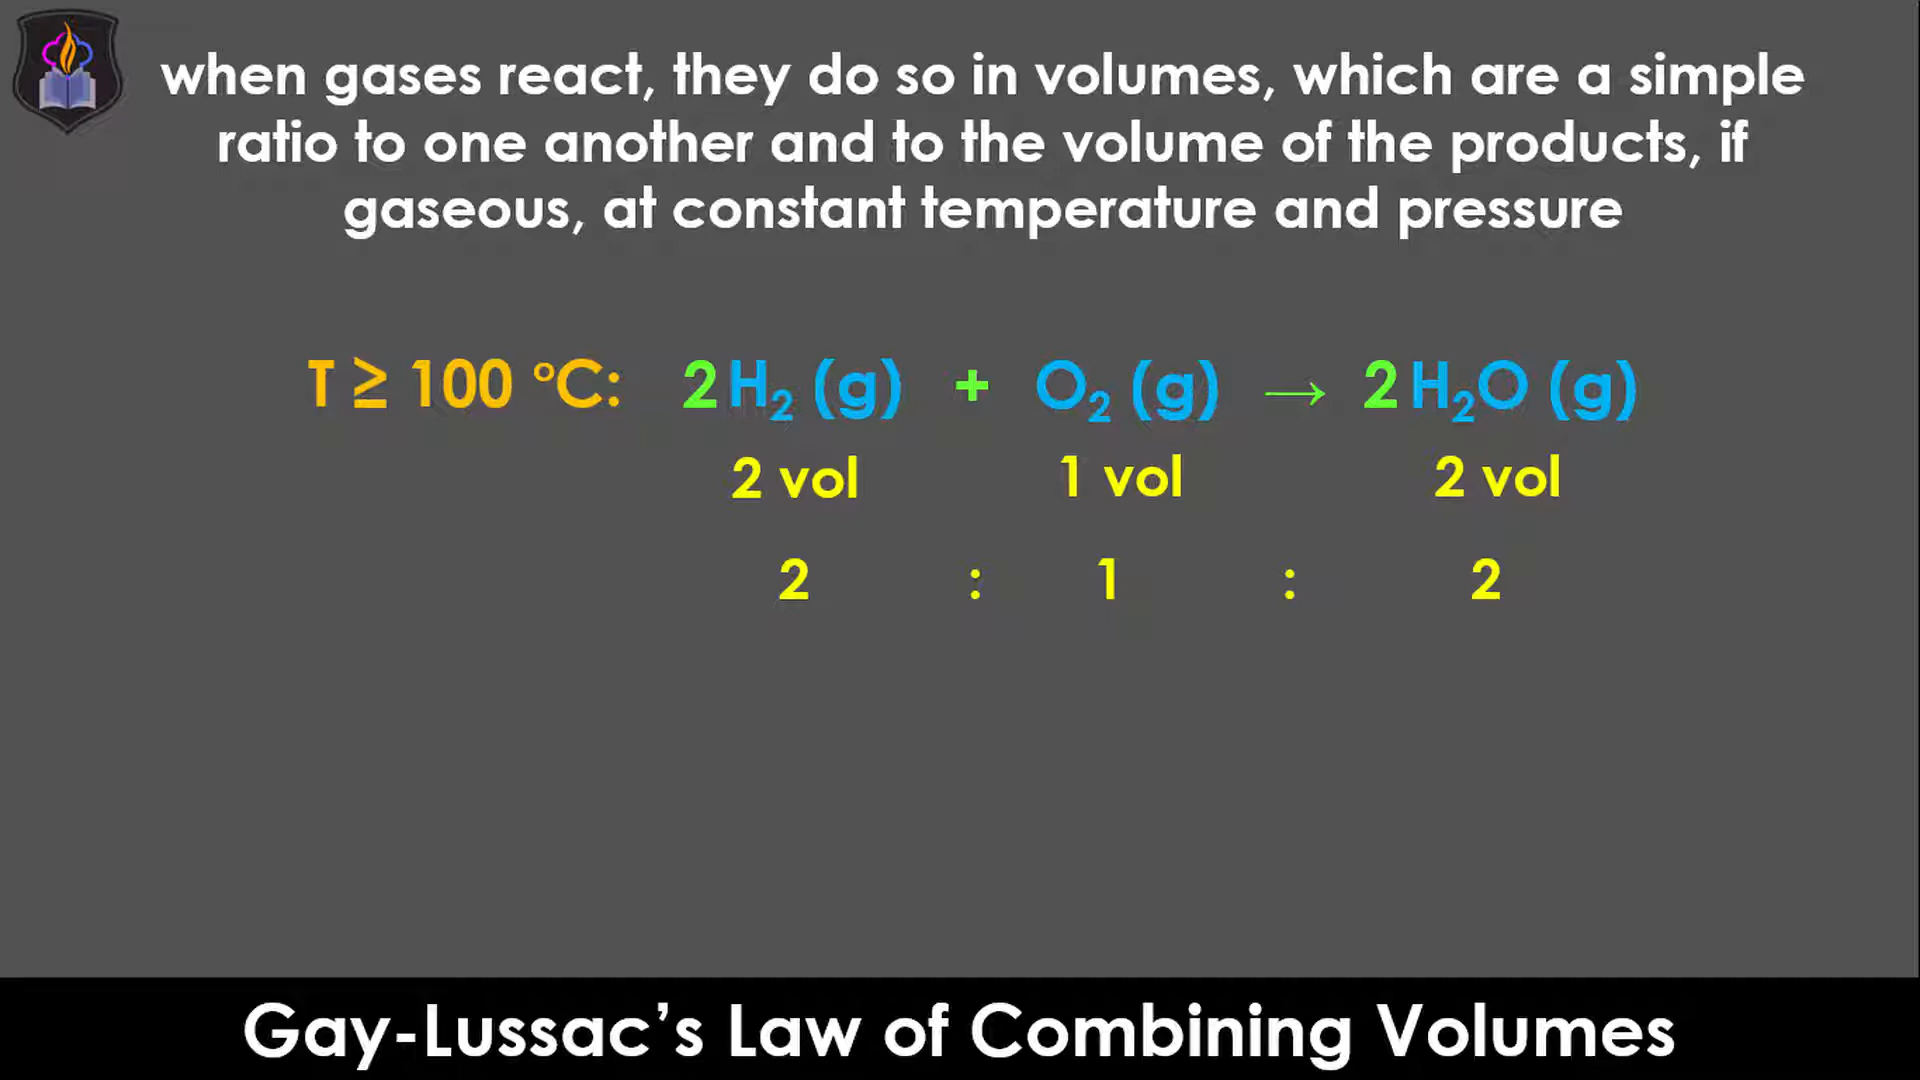 when gases react, they do so in volumes, which are a simple
ratio to one another and to the volume of the products, if
gaseous, at constant temperature and pressure
T ≥ 100 °C: 2H₂ (g) + O₂ (g) → 2H₂O (g)
2 vol 1 vol 2 vol
2 : 1 : 2
Gay-Lussac’s Law of Combining Volumes